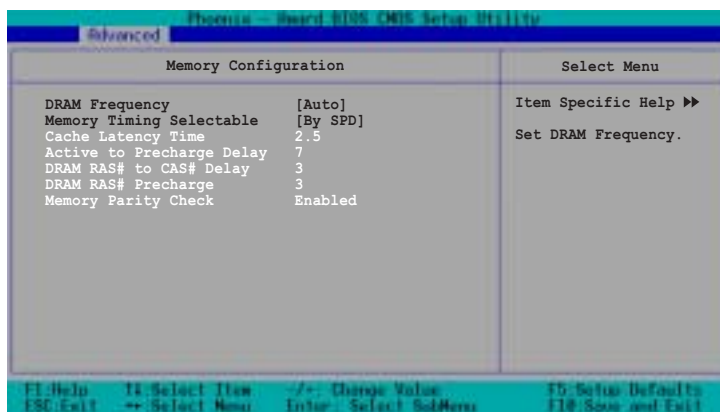 Phoenix - Award BIOS CMOS Setup Utility
Advanced
Memory Configuration
Select Menu
DRAM Frequency [Auto]
Memory Timing Selectable [By SPD]
Cache Latency Time 2.5
Active to Precharge Delay 7
DRAM RAS# to CAS# Delay 3
DRAM RAS# Precharge 3
Memory Parity Check Enabled
Item Specific Help ▶▶
Set DRAM Frequency.
F1:Help ↑↓ Select Item -/+ Change Value F5:Setup Defaults
ESC:Exit ↔ Select Menu Enter: Select SubMenu F10 Save and Exit